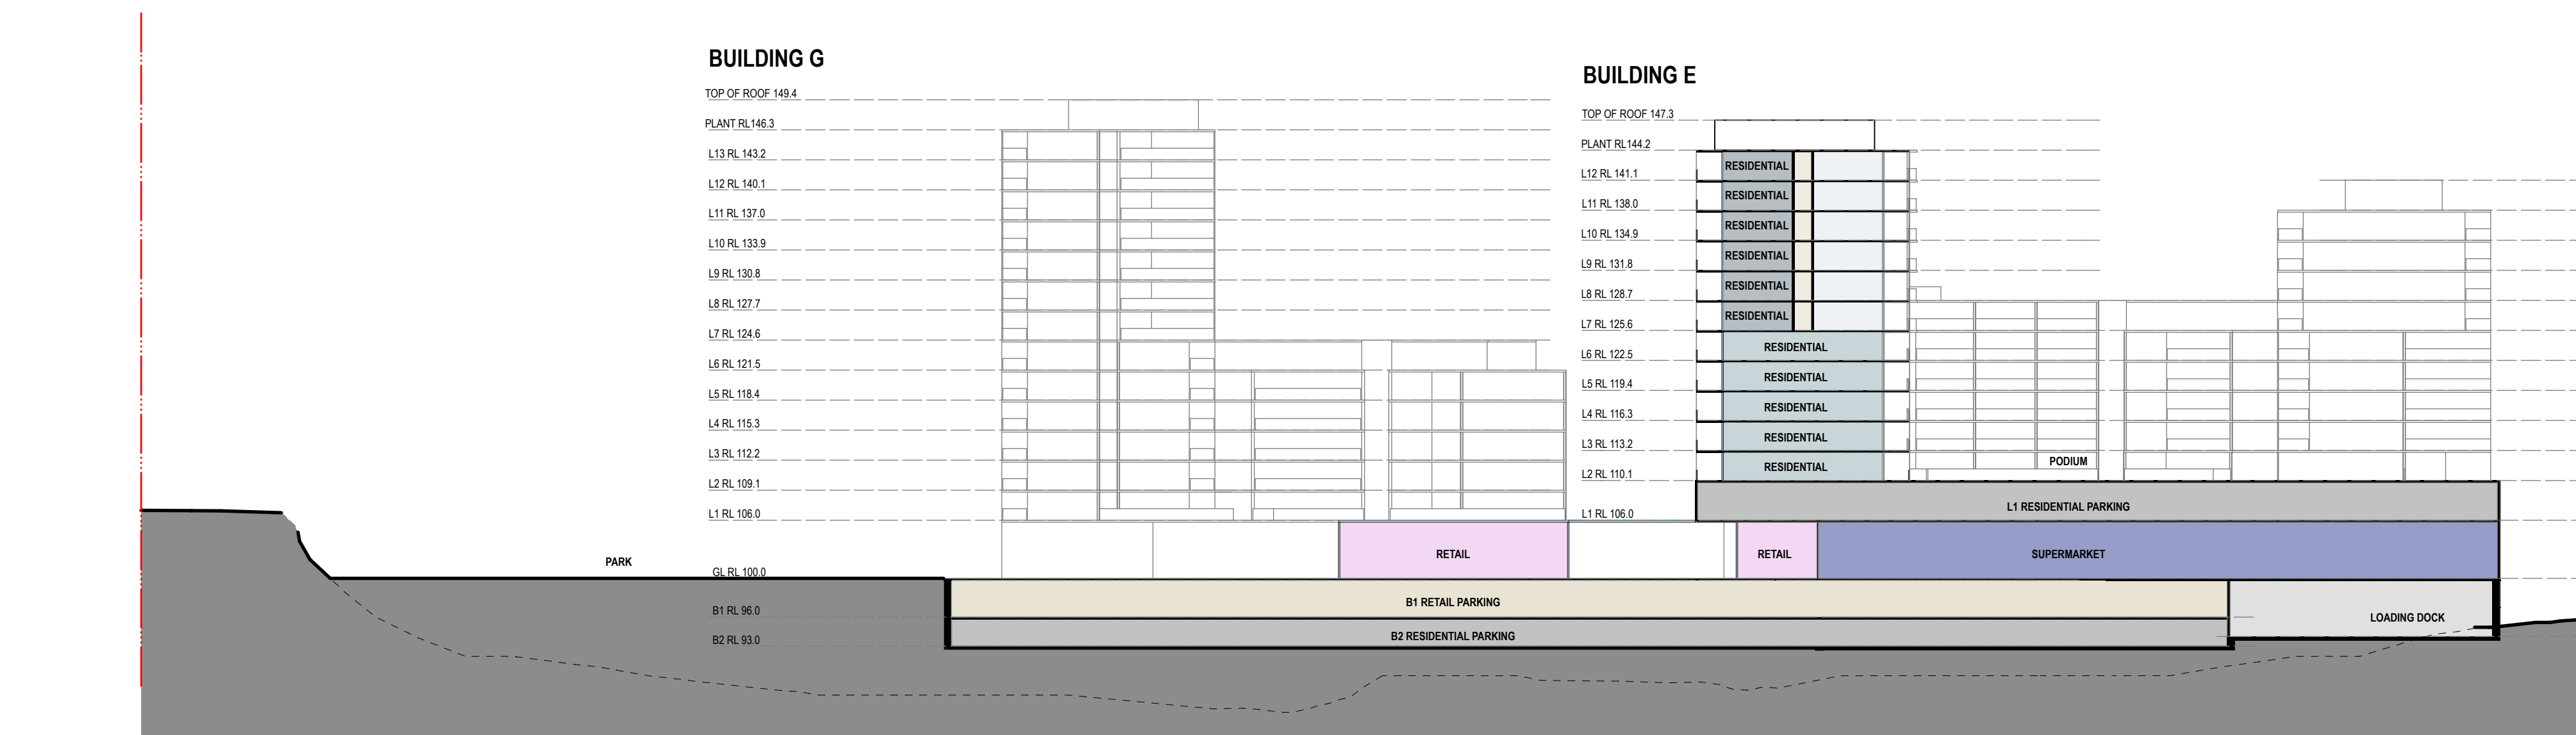 BUILDING G
TOP OF ROOF 149.4
PLANT RL146.3
L13 RL 143.2
L12 RL 140.1
L11 RL 137.0
L10 RL 133.9
L9 RL 130.8
L8 RL 127.7
L7 RL 124.6
L6 RL 121.5
L5 RL 118.4
L4 RL 115.3
L3 RL 112.2
L2 RL 109.1
L1 RL 106.0
GL RL 100.0
B1 RL 96.0
B2 RL 93.0
PARK
BUILDING E
TOP OF ROOF 147.3
PLANT RL144.2
L12 RL 141.1
L11 RL 138.0
L10 RL 134.9
L9 RL 131.8
L8 RL 128.7
L7 RL 125.6
L6 RL 122.5
L5 RL 119.4
L4 RL 116.3
L3 RL 113.2
L2 RL 110.1
L1 RL 106.0
RESIDENTIAL
RESIDENTIAL
RESIDENTIAL
RESIDENTIAL
RESIDENTIAL
RESIDENTIAL
RESIDENTIAL
RESIDENTIAL
RESIDENTIAL
RESIDENTIAL
RESIDENTIAL
PODIUM
L1 RESIDENTIAL PARKING
RETAIL
RETAIL
SUPERMARKET
B1 RETAIL PARKING
B2 RESIDENTIAL PARKING
LOADING DOCK